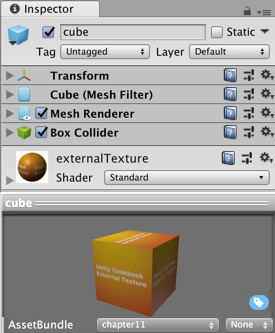 Inspector
cube
Static
Tag Untagged Layer Default
Transform
Cube (Mesh Filter)
Mesh Renderer
Box Collider
externalTexture
Shader Standard
cube
Unity Cookbook
External Texture
AssetBundle chapter11 None